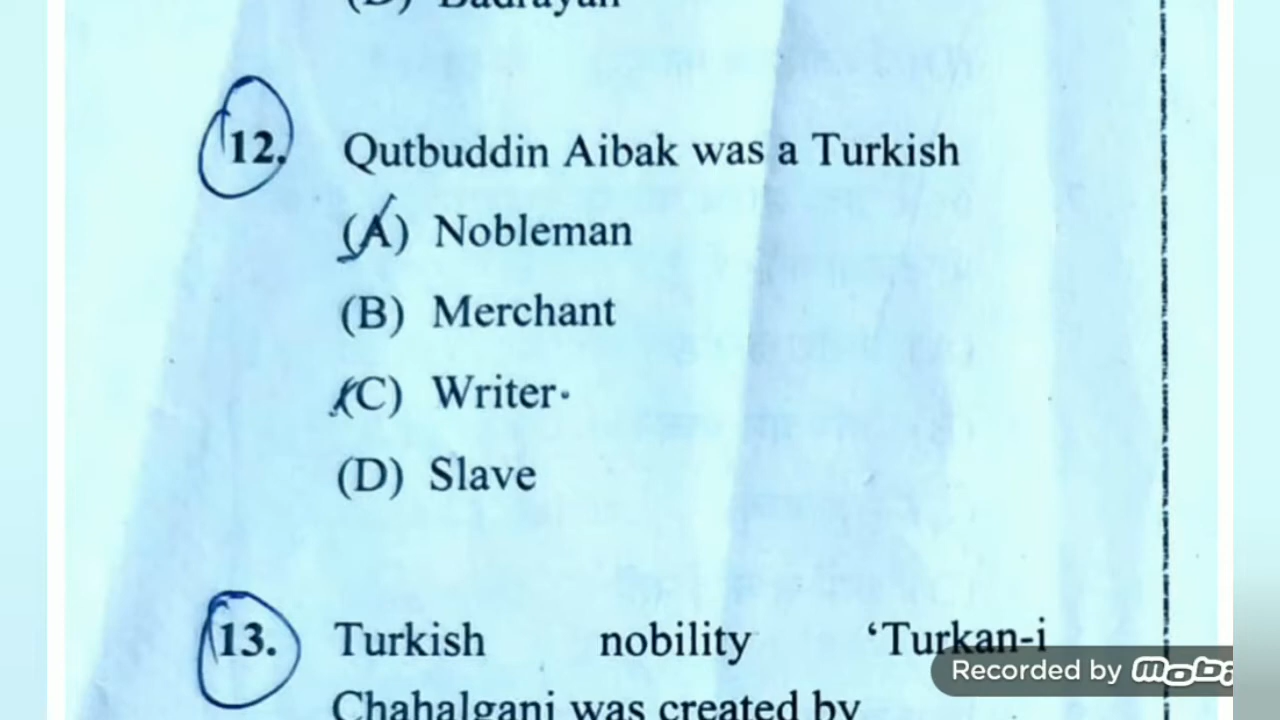 (D) Badrayan
12. Qutbuddin Aibak was a Turkish
(A) Nobleman
(B) Merchant
(C) Writer
(D) Slave
13. Turkish nobility ‘Turkan-i
Recorded by
Chahalgani was created by